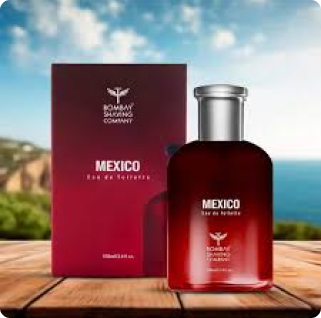 BOMBAY
SHAVING
COMPANY
MEXICO
Eau de Toilette
MEXICO
Eau de Toilette
BOMBAY
SHAVING
COMPANY